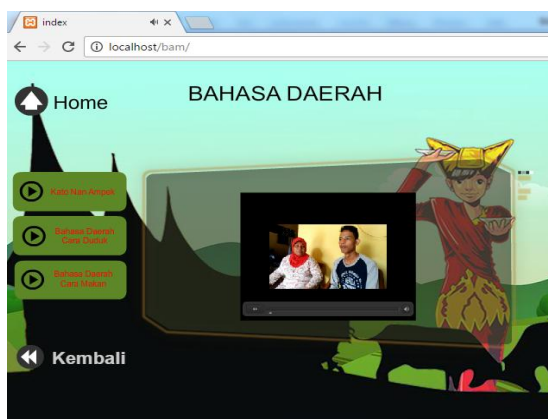 index
localhost/bam/
Home
BAHASA DAERAH
Kato Nan Ampek
Bahasa Daerah
Cara Duduk
Bahasa Daerah
Cara Makan
Kembali